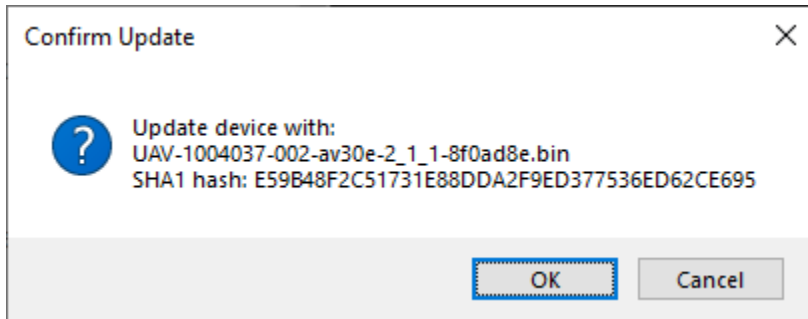 Confirm Update
Update device with:
UAV-1004037-002-av30e-2_1_1-8f0ad8e.bin
SHA1 hash: E59B48F2C51731E88DDA2F9ED377536ED62CE695
OK
Cancel